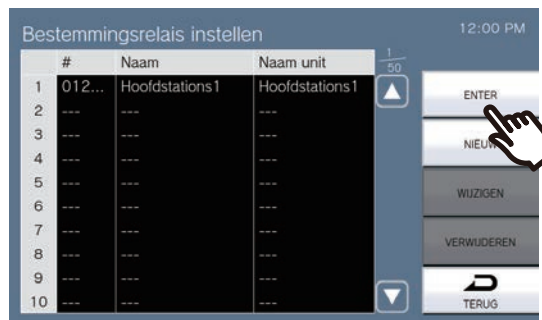 Bestemmingsrelais instellen 12:00 PM
# Naam Naam unit 1/50
1 012... Hoofdstations1 Hoofdstations1
2 --- --- ---
3 --- --- ---
4 --- --- ---
5 --- --- ---
6 --- --- ---
7 --- --- ---
8 --- --- ---
9 --- --- ---
10 --- --- ---
ENTER
NIEUW
WIJZIGEN
VERWIJDEREN
TERUG